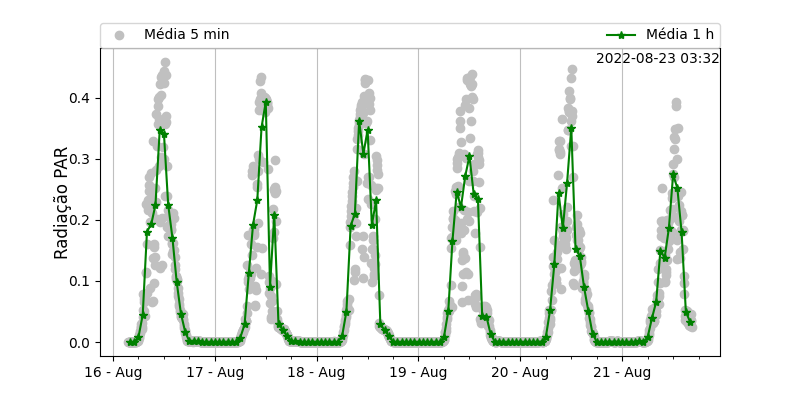 Média 5 min
Média 1 h
2022-08-23 03:32
Radiação PAR
0.4
0.3
0.2
0.1
0.0
16 - Aug
17 - Aug
18 - Aug
19 - Aug
20 - Aug
21 - Aug